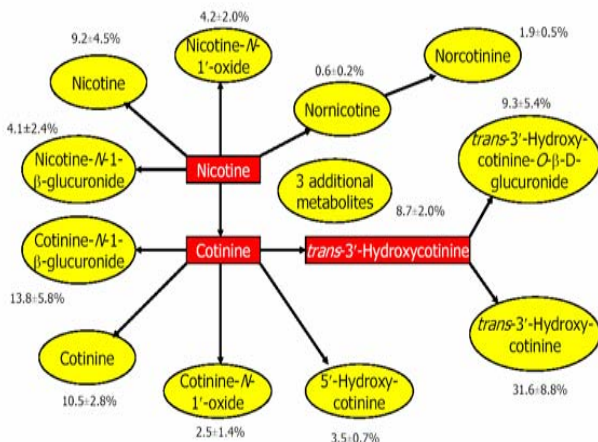 4.2±2.0%
9.2±4.5%
Nicotine-N-
1′-oxide
1.9±0.5%
Norcotinine
Nicotine
0.6±0.2%
Nornicotine
9.3±5.4%
4.1±2.4%
trans-3′-Hydroxy-
cotinine-O-β-D-
glucuronide
Nicotine-N-1-
β-glucuronide
Nicotine
3 additional
metabolites
8.7±2.0%
Cotinine-N-1-
β-glucuronide
Cotinine
trans-3′-Hydroxycotinine
13.8±5.8%
trans-3′-Hydroxy-
cotinine
Cotinine
Cotinine-N-
1′-oxide
5′-Hydroxy-
cotinine
31.6±8.8%
10.5±2.8%
2.5±1.4%
3.5±0.7%